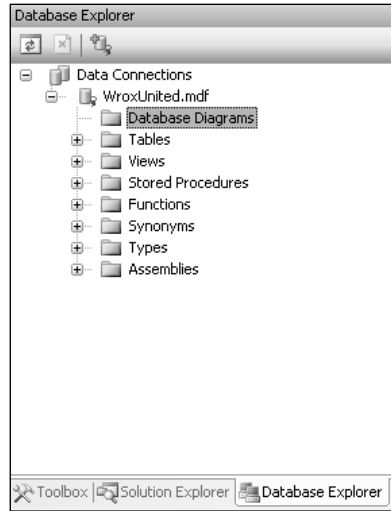 Database Explorer
Data Connections
WroxUnited.mdf
Database Diagrams
Tables
Views
Stored Procedures
Functions
Synonyms
Types
Assemblies
Toolbox Solution Explorer Database Explorer